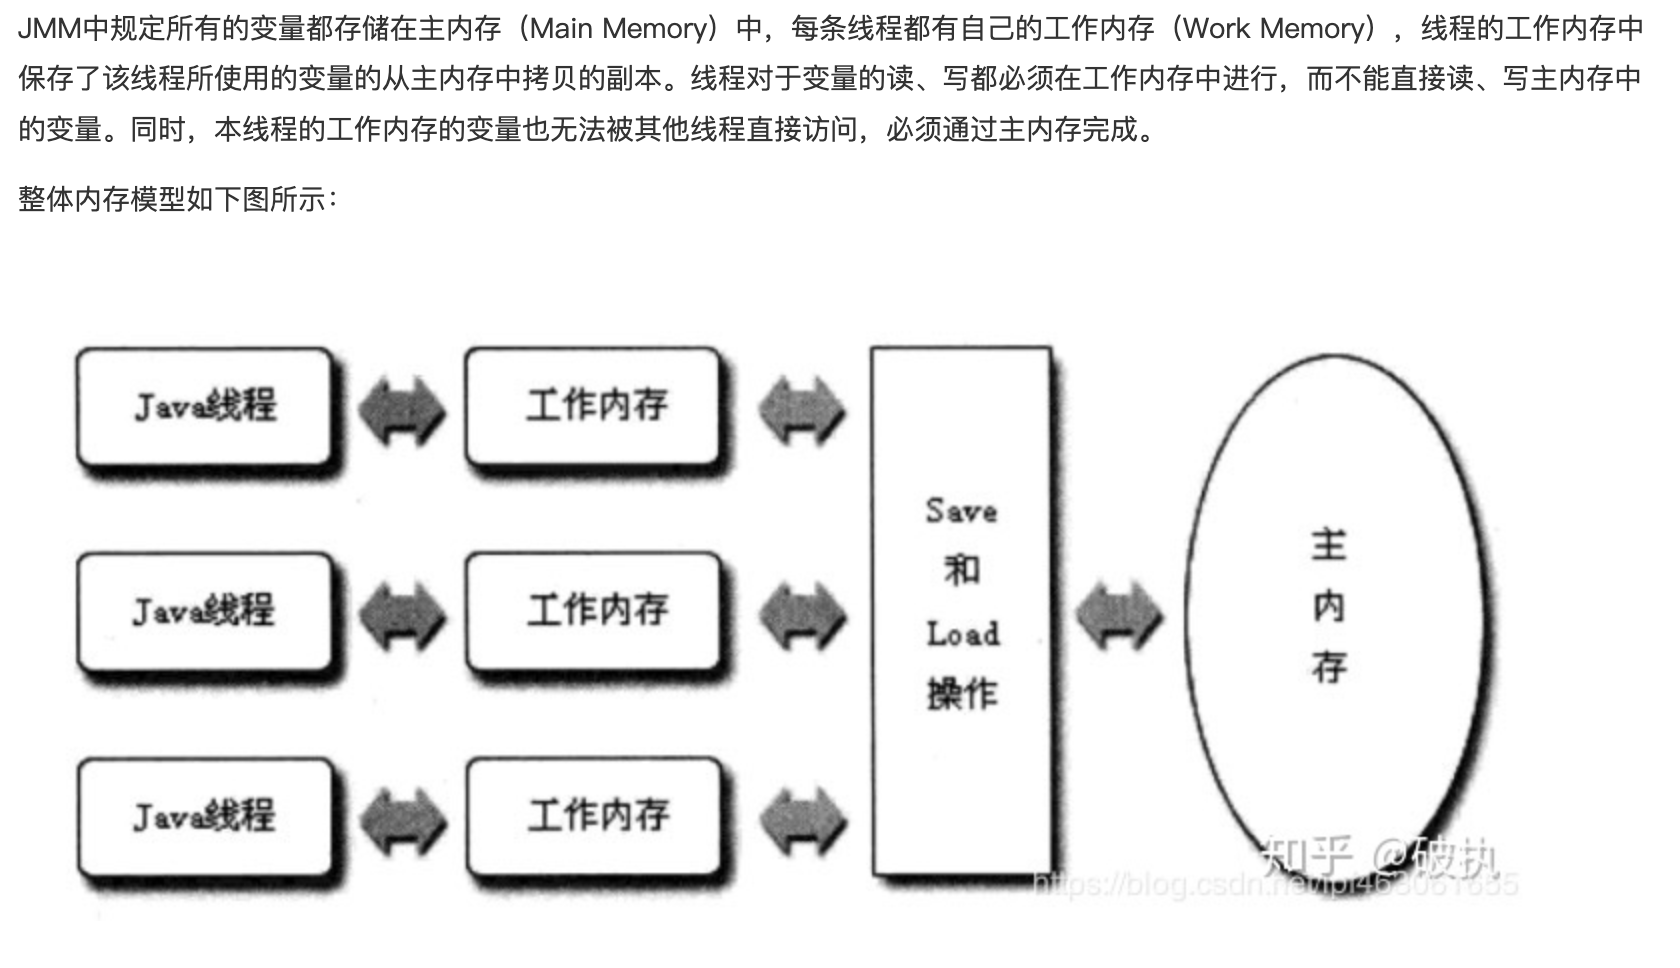 JMM中规定所有的变量都存储在主内存（Main Memory）中，每条线程都有自己的工作内存（Work Memory），线程的工作内存中
保存了该线程所使用的变量的从主内存中拷贝的副本。线程对于变量的读、写都必须在工作内存中进行，而不能直接读、写主内存中
的变量。同时，本线程的工作内存的变量也无法被其他线程直接访问，必须通过主内存完成。
整体内存模型如下图所示：
Java线程
工作内存
Java线程
工作内存
Java线程
工作内存
Save
和
Load
操作
主
内
存
知乎 @破执